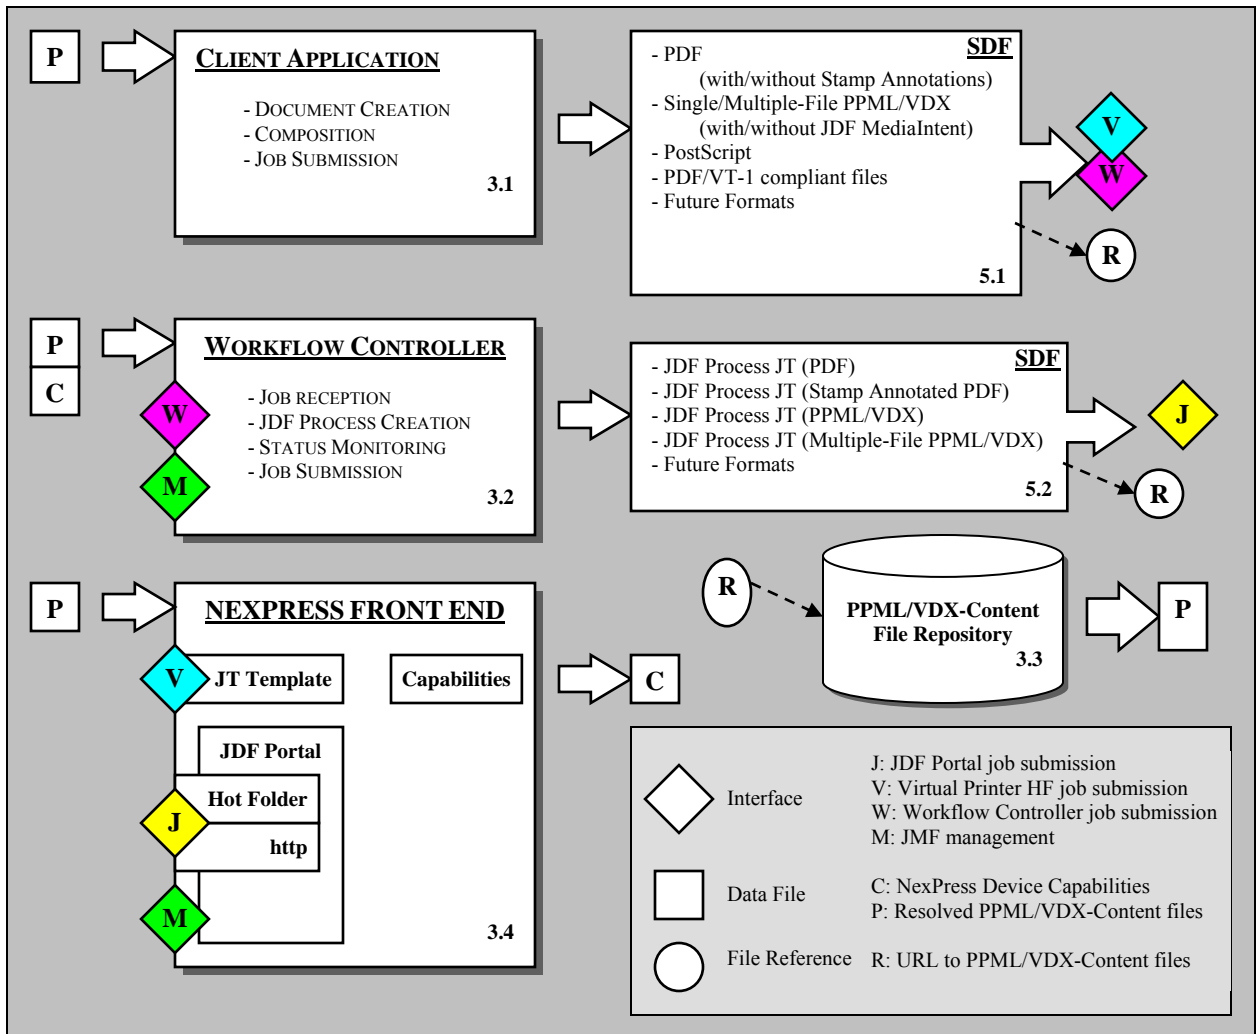 P
CLIENT APPLICATION
- DOCUMENT CREATION
- COMPOSITION
- JOB SUBMISSION
3.1
SDF
- PDF
(with/without Stamp Annotations)
- Single/Multiple-File PPML/VDX
(with/without JDF MediaIntent)
- PostScript
- PDF/VT-1 compliant files
- Future Formats
5.1
V
W
R
P
C
WORKFLOW CONTROLLER
- JOB RECEPTION
- JDF PROCESS CREATION
- STATUS MONITORING
- JOB SUBMISSION
3.2
W
M
SDF
- JDF Process JT (PDF)
- JDF Process JT (Stamp Annotated PDF)
- JDF Process JT (PPML/VDX)
- JDF Process JT (Multiple-File PPML/VDX)
- Future Formats
5.2
J
R
P
NEXPRESS FRONT END
V
JT Template
Capabilities
JDF Portal
Hot Folder
J
http
M
3.4
C
R
PPML/VDX-Content
File Repository
3.3
P
Interface
J: JDF Portal job submission
V: Virtual Printer HF job submission
W: Workflow Controller job submission
M: JMF management
Data File
C: NexPress Device Capabilities
P: Resolved PPML/VDX-Content files
File Reference
R: URL to PPML/VDX-Content files